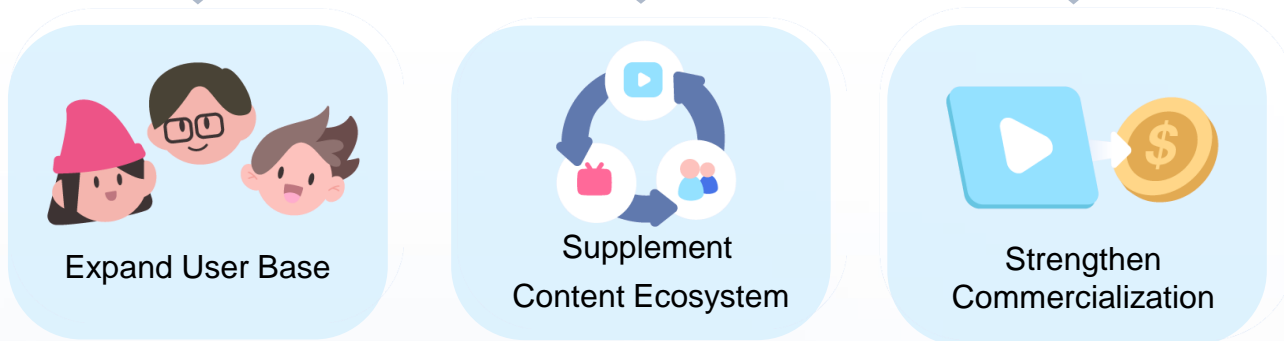 Expand User Base
Supplement
Content Ecosystem
Strengthen
Commercialization
$